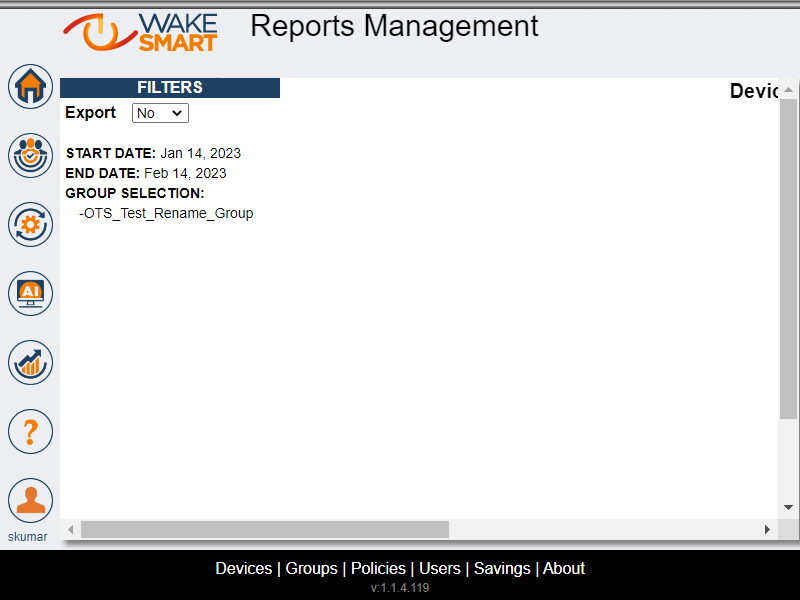 WAKE
SMART
Reports Management
FILTERS
Export No
START DATE: Jan 14, 2023
END DATE: Feb 14, 2023
GROUP SELECTION:
-OTS_Test_Rename_Group
Devic
AI
?
skumar
Devices | Groups | Policies | Users | Savings | About
v:1.1.4.119